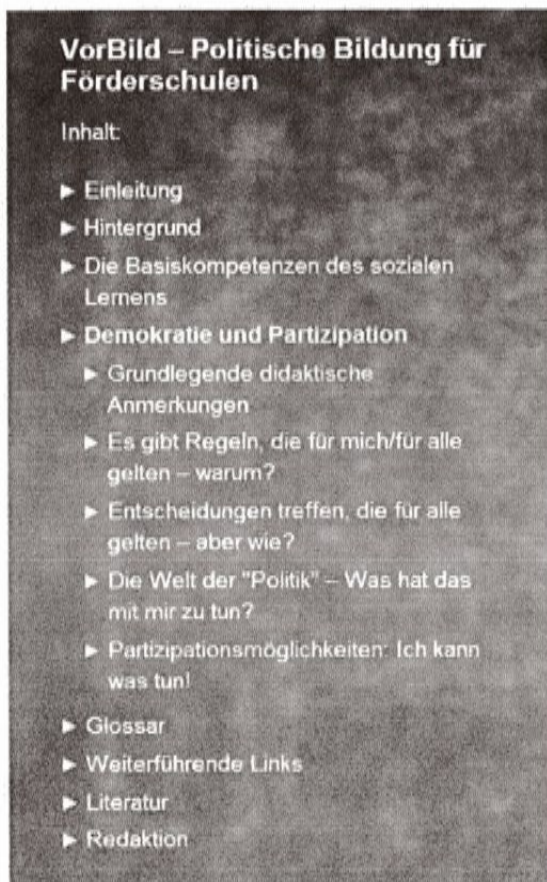 VorBild – Politische Bildung für
Förderschulen
Inhalt:
► Einleitung
► Hintergrund
► Die Basiskompetenzen des sozialen
Lernens
► Demokratie und Partizipation
► Grundlegende didaktische
Anmerkungen
► Es gibt Regeln, die für mich/für alle
gelten – warum?
► Entscheidungen treffen, die für alle
gelten – aber wie?
► Die Welt der "Politik" – Was hat das
mit mir zu tun?
► Partizipationsmöglichkeiten: Ich kann
was tun!
► Glossar
► Weiterführende Links
► Literatur
► Redaktion